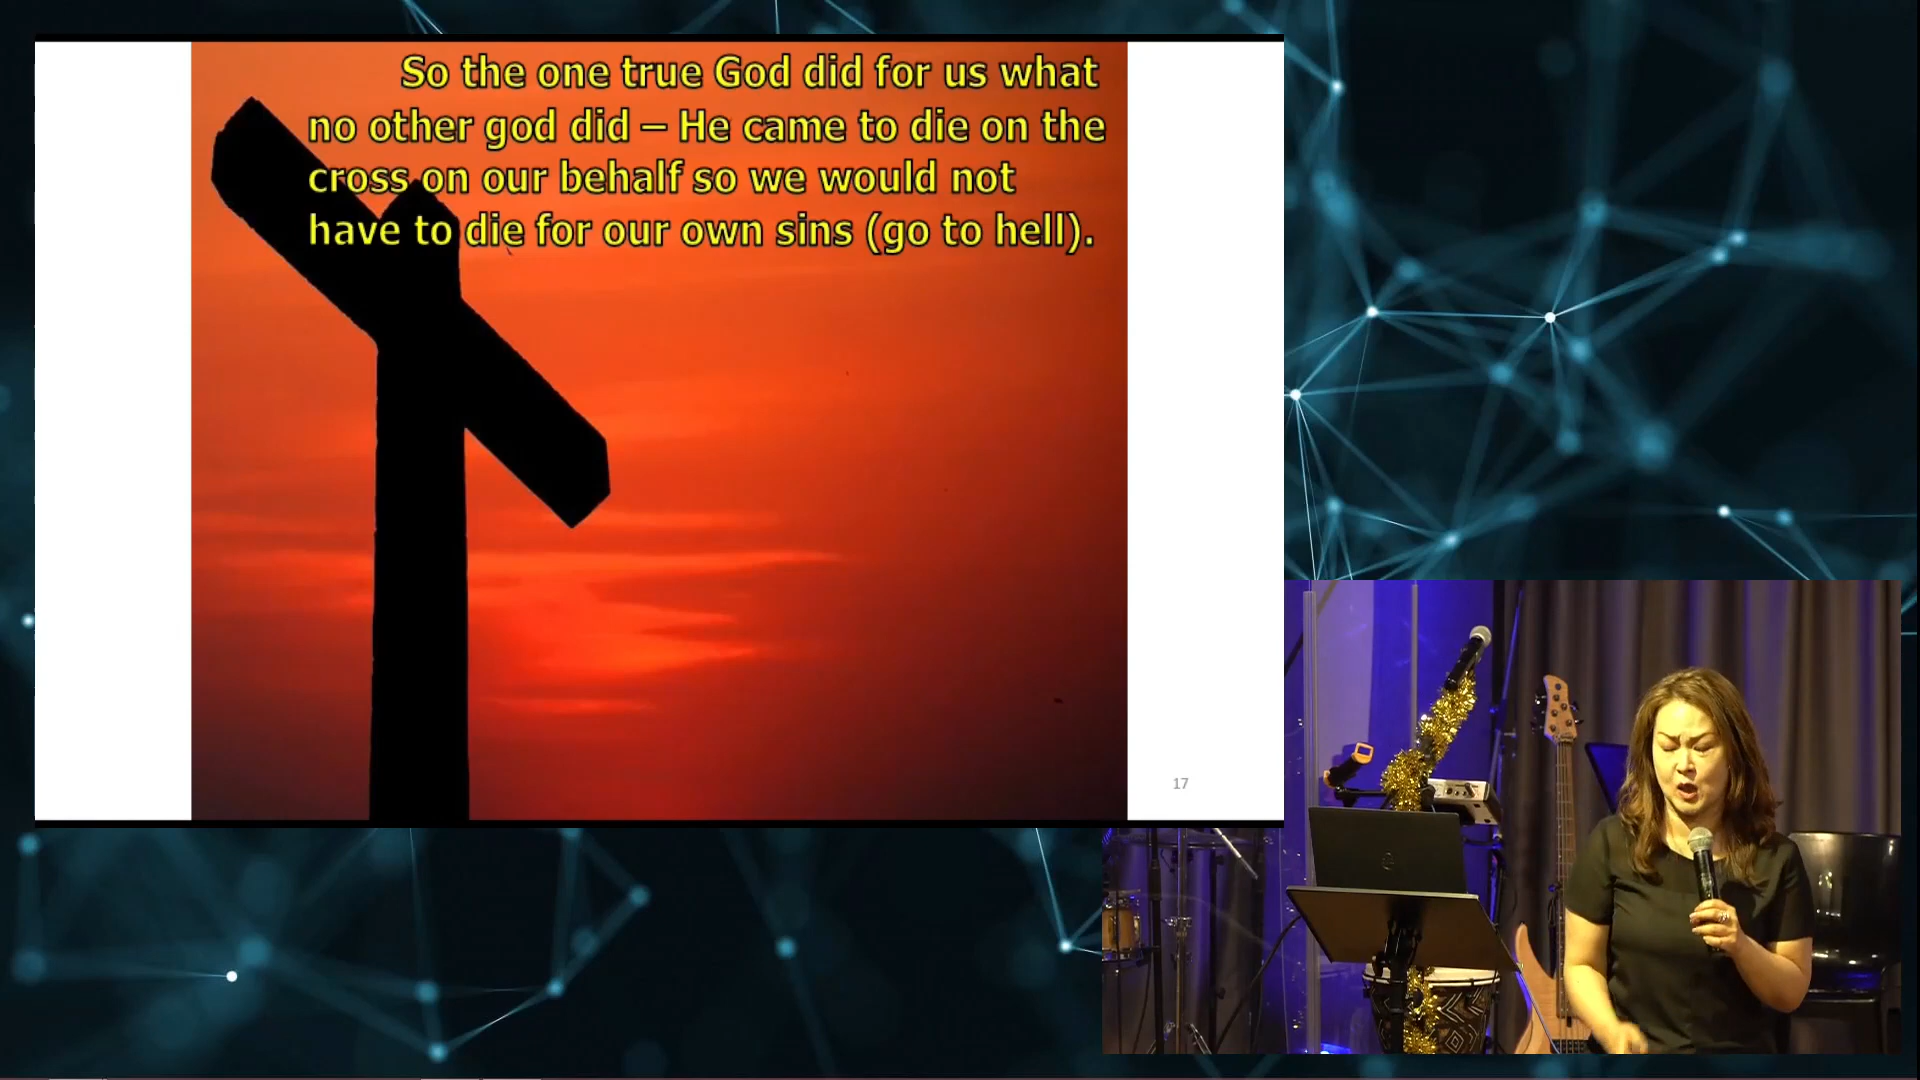 So the one true God did for us what
no other god did – He came to die on the
cross on our behalf so we would not
have to die for our own sins (go to hell).
17